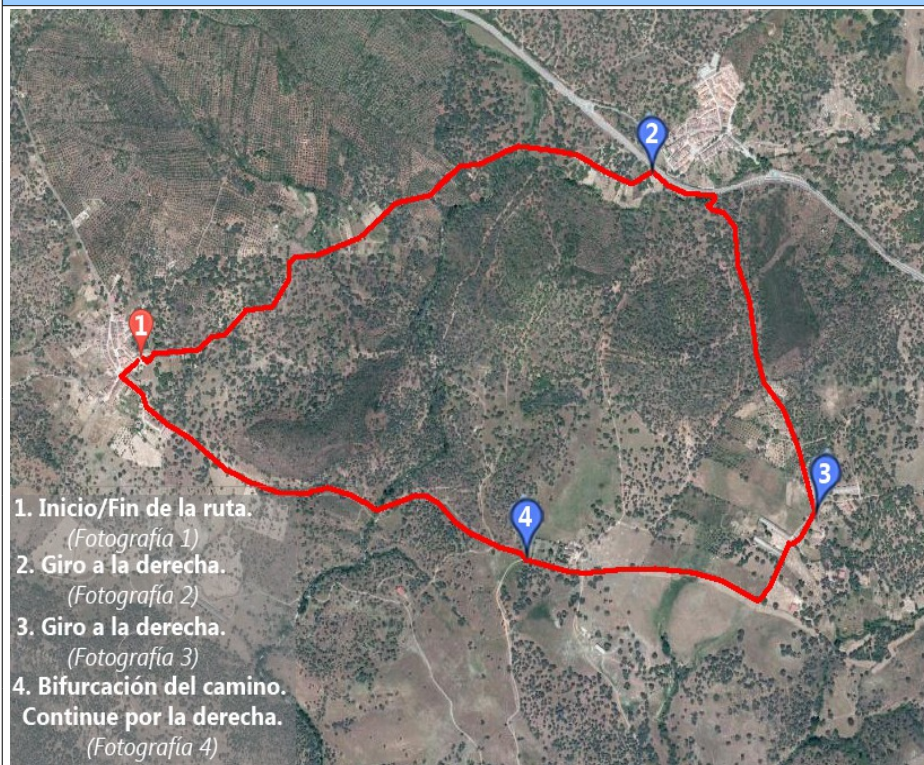 2
1
3
4
1. Inicio/Fin de la ruta.
(Fotografía 1)
2. Giro a la derecha.
(Fotografía 2)
3. Giro a la derecha.
(Fotografía 3)
4. Bifurcación del camino.
Continue por la derecha.
(Fotografía 4)